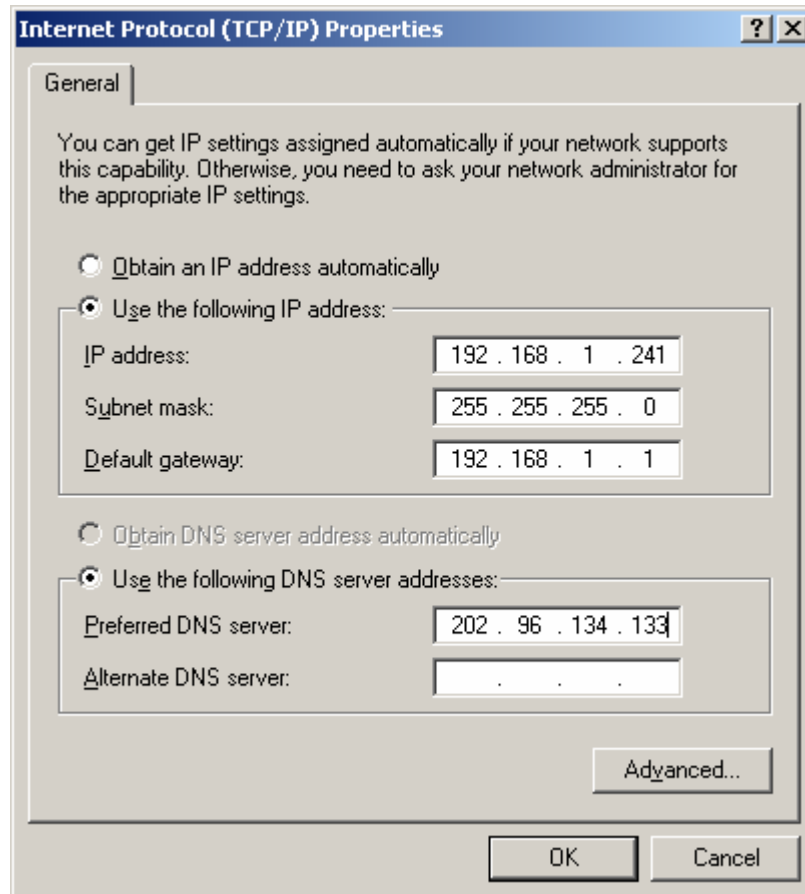 Internet Protocol (TCP/IP) Properties
General
You can get IP settings assigned automatically if your network supports
this capability. Otherwise, you need to ask your network administrator for
the appropriate IP settings.
Obtain an IP address automatically
Use the following IP address:
IP address: 192 . 168 . 1 . 241
Subnet mask: 255 . 255 . 255 . 0
Default gateway: 192 . 168 . 1 . 1
Obtain DNS server address automatically
Use the following DNS server addresses:
Preferred DNS server: 202 . 96 . 134 . 133
Alternate DNS server: . . .
Advanced...
OK Cancel